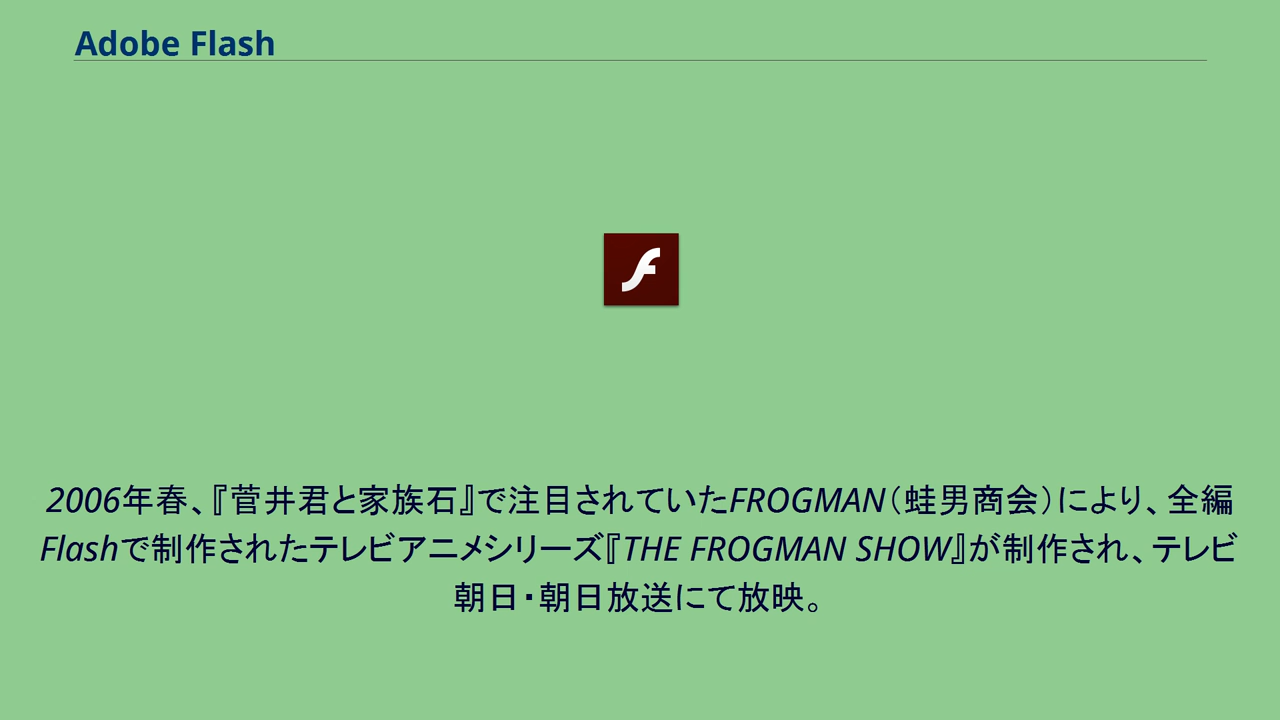 Adobe Flash
2006年春、『菅井君と家族石』で注目されていたFROGMAN（蛙男商会）により、全編
Flashで制作されたテレビアニメシリーズ『THE FROGMAN SHOW』が制作され、テレビ
朝日・朝日放送にて放映。